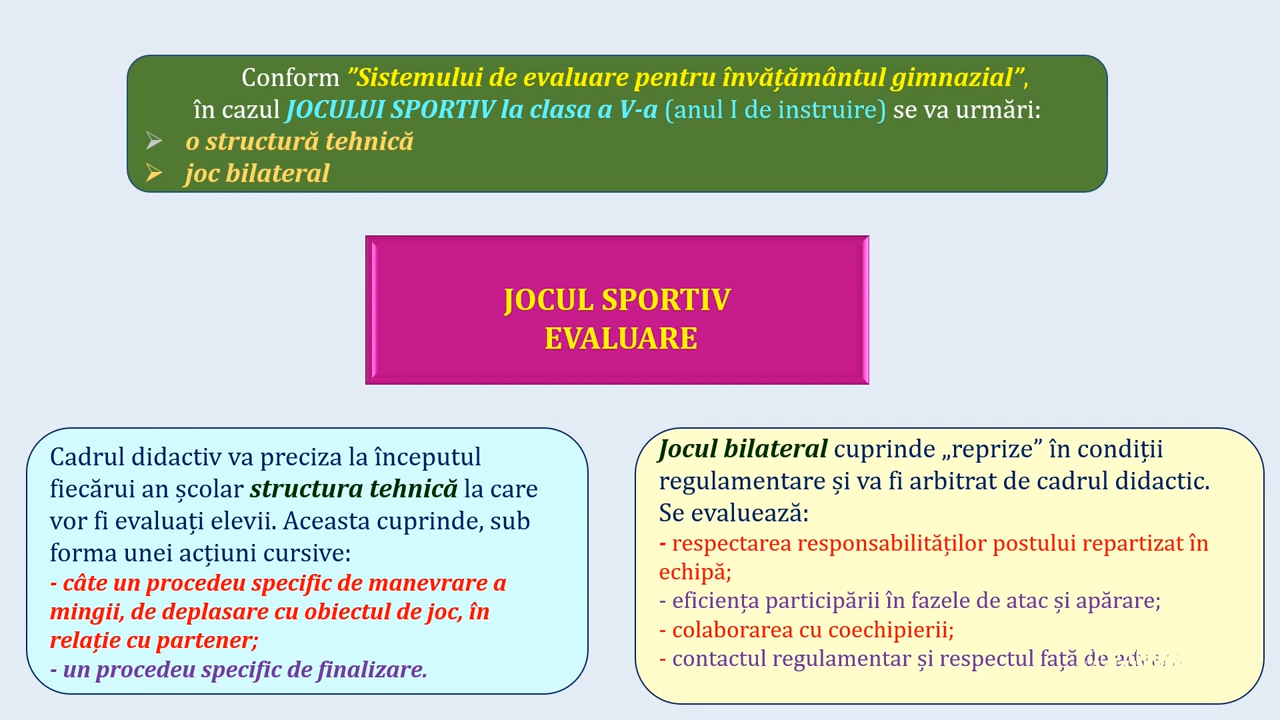 Conform ”Sistemului de evaluare pentru învățământul gimnazial”,
în cazul JOCULUI SPORTIV la clasa a V-a (anul I de instruire) se va urmări:
➢ o structură tehnică
➢ joc bilateral
JOCUL SPORTIV
EVALUARE
Cadrul didactiv va preciza la începutul
fiecărui an școlar structura tehnică la care
vor fi evaluați elevii. Aceasta cuprinde, sub
forma unei acțiuni cursive:
- câte un procedeu specific de manevrare a
mingii, de deplasare cu obiectul de joc, în
relație cu partener;
- un procedeu specific de finalizare.
Jocul bilateral cuprinde „reprize” în condiții
regulamentare și va fi arbitrat de cadrul didactic.
Se evaluează:
- respectarea responsabilităților postului repartizat în
echipă;
- eficiența participării în fazele de atac și apărare;
- colaborarea cu coechipierii;
- contactul regulamentar și respectul față de